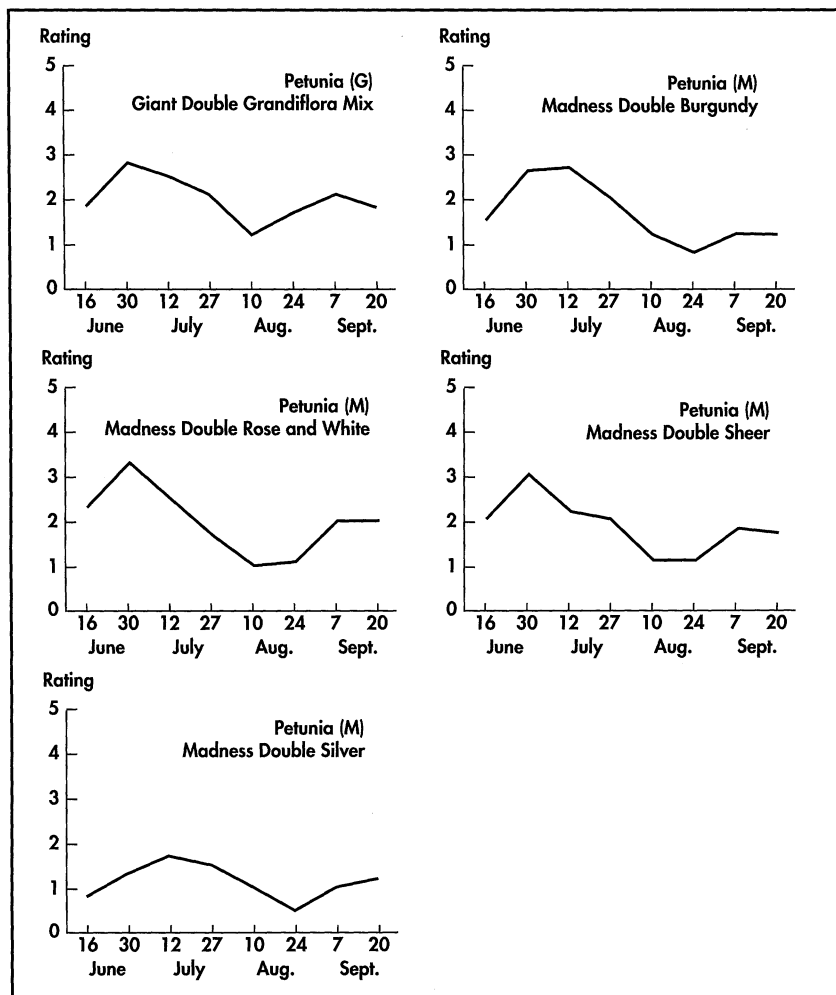 Rating
5
4
3
2
1
0
Petunia (G)
Giant Double Grandiflora Mix
16 30 12 27 10 24 7 20
June July Aug. Sept.
Rating
5
4
3
2
1
0
Petunia (M)
Madness Double Burgundy
16 30 12 27 10 24 7 20
June July Aug. Sept.
Rating
5
4
3
2
1
0
Petunia (M)
Madness Double Rose and White
16 30 12 27 10 24 7 20
June July Aug. Sept.
Rating
5
4
3
2
1
0
Petunia (M)
Madness Double Sheer
16 30 12 27 10 24 7 20
June July Aug. Sept.
Rating
5
4
3
2
1
0
Petunia (M)
Madness Double Silver
16 30 12 27 10 24 7 20
June July Aug. Sept.